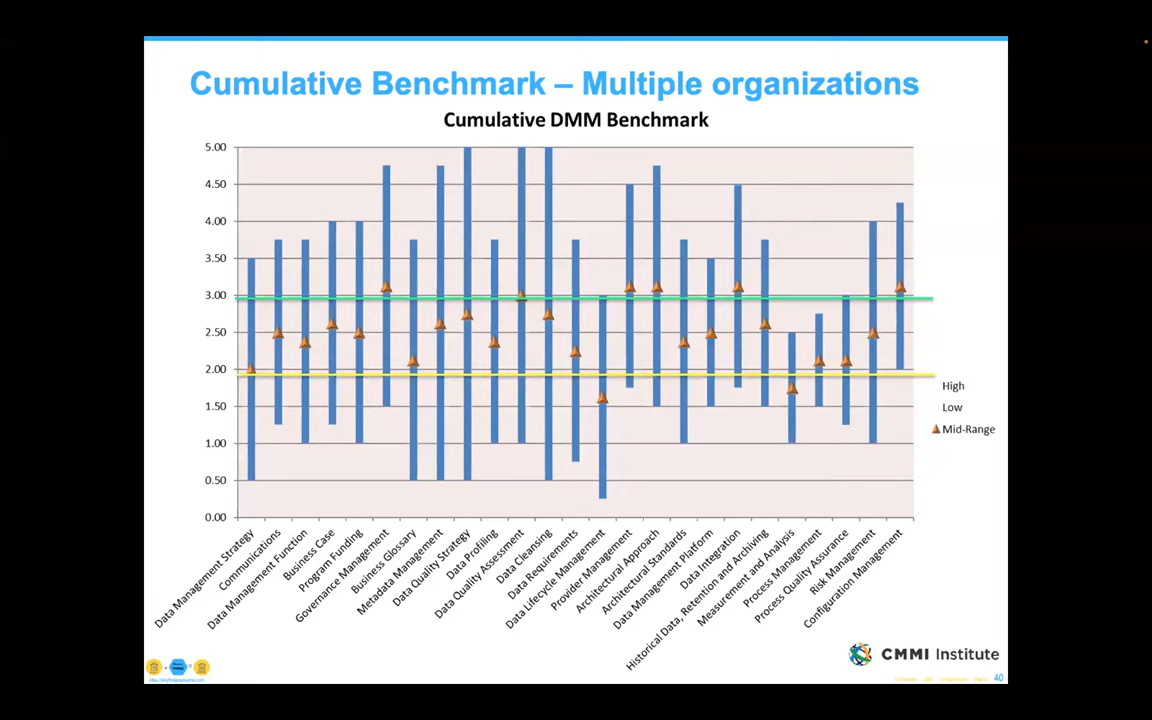 Cumulative Benchmark – Multiple organizations
Cumulative DMM Benchmark
5.00
4.50
4.00
3.50
3.00
2.50
2.00
1.50
1.00
0.50
0.00
High
Low
Mid-Range
Data Management Strategy
Communications
Data Management Function
Business Case
Program Funding
Governance Management
Business Glossary
Metadata Management
Data Quality Strategy
Data Profiling
Data Quality Assessment
Data Cleansing
Data Requirements
Data Lifecycle Management
Provider Management
Architectural Approach
Architectural Standards
Data Management Platform
Data Integration
Historical Data, Retention and Archiving
Measurement and Analysis
Process Management
Process Quality Assurance
Risk Management
Configuration Management
CMMI Institute
40